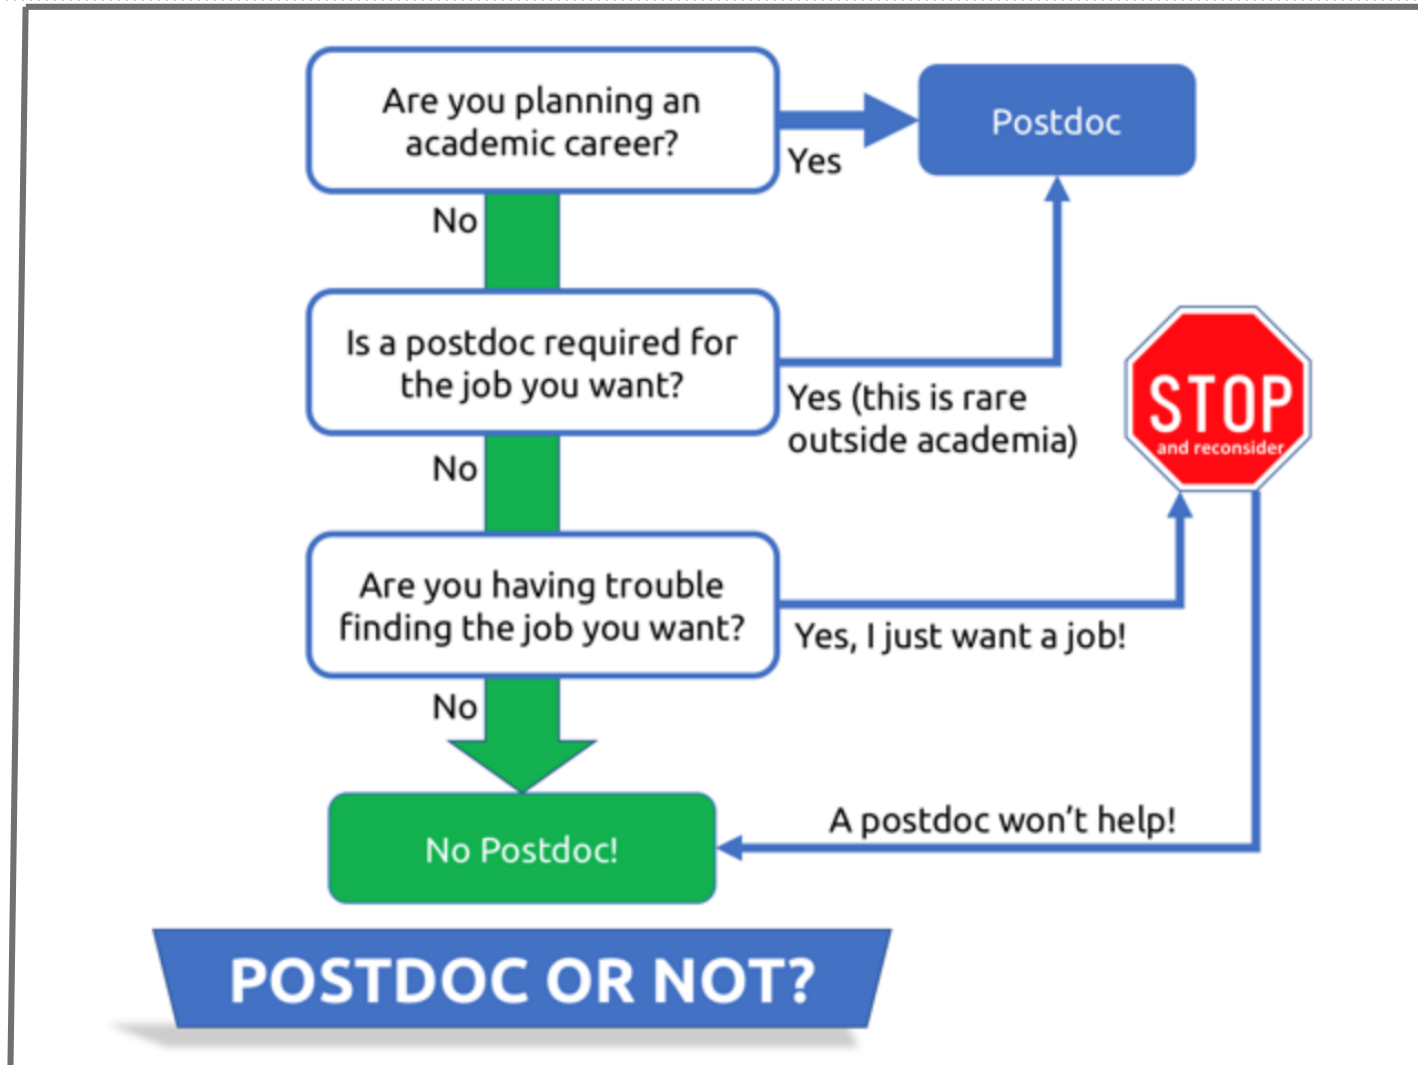 Are you planning an
academic career?
Yes
Postdoc
No
Is a postdoc required for
the job you want?
Yes (this is rare
outside academia)
STOP
and reconsider
No
Are you having trouble
finding the job you want?
Yes, I just want a job!
No
A postdoc won't help!
No Postdoc!
POSTDOC OR NOT?